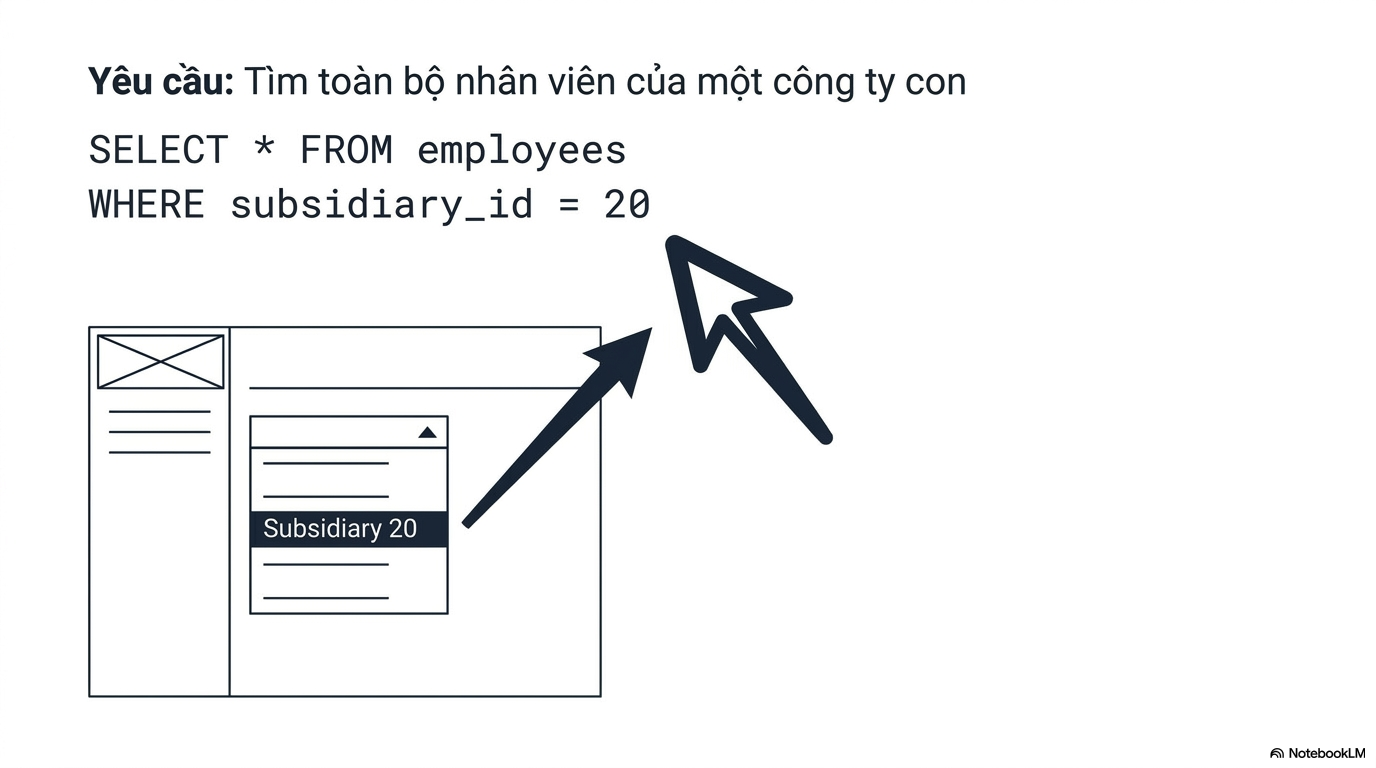 Yêu cầu: Tìm toàn bộ nhân viên của một công ty con
SELECT * FROM employees
WHERE subsidiary_id = 20
Subsidiary 20
NotebookLM